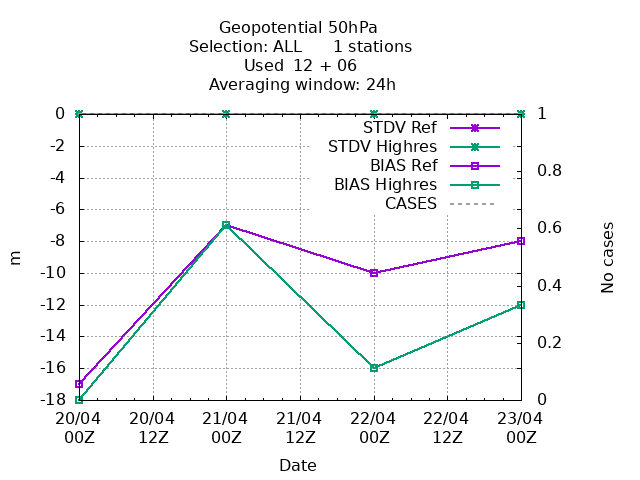 Geopotential 50hPa
Selection: ALL      1 stations
Used  12 + 06
Averaging window: 24h
0
-2
-4
-6
-8
-10
-12
-14
-16
-18
m
1
0.8
0.6
0.4
0.2
0
No cases
STDV Ref
STDV Highres
BIAS Ref
BIAS Highres
CASES
20/04 20/04 21/04 21/04 22/04 22/04 23/04
00Z 12Z 00Z 12Z 00Z 12Z 00Z
Date